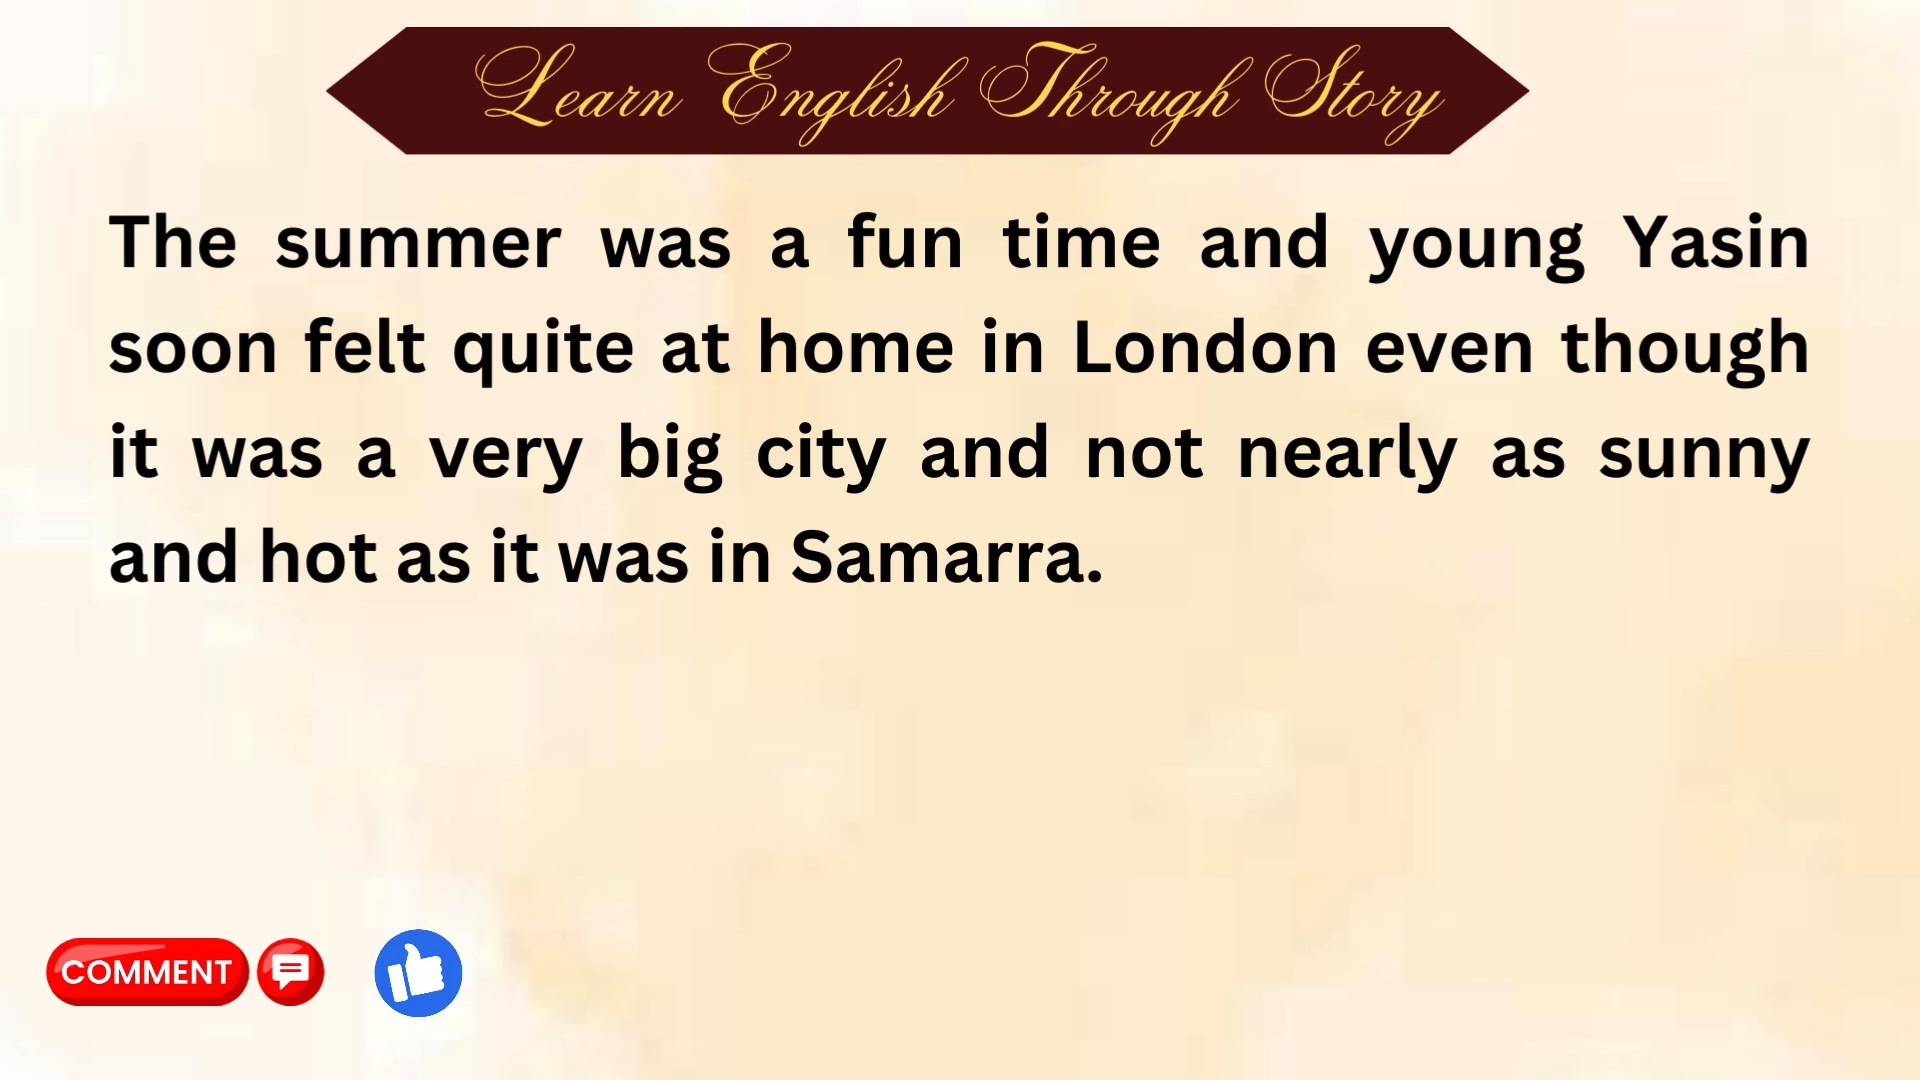 Learn English Through Story
The summer was a fun time and young Yasin
soon felt quite at home in London even though
it was a very big city and not nearly as sunny
and hot as it was in Samarra.
COMMENT